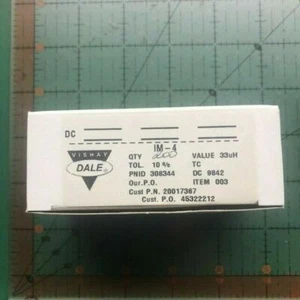 DC
IM-4
VISHAY
DALE
QTY 200 VALUE 33uH
TOL. 10 % TC
PNID 308344 DC 9842
Our.P.O. ITEM 003
Cust P.N. 20017367
Cust. P.O. 45322212